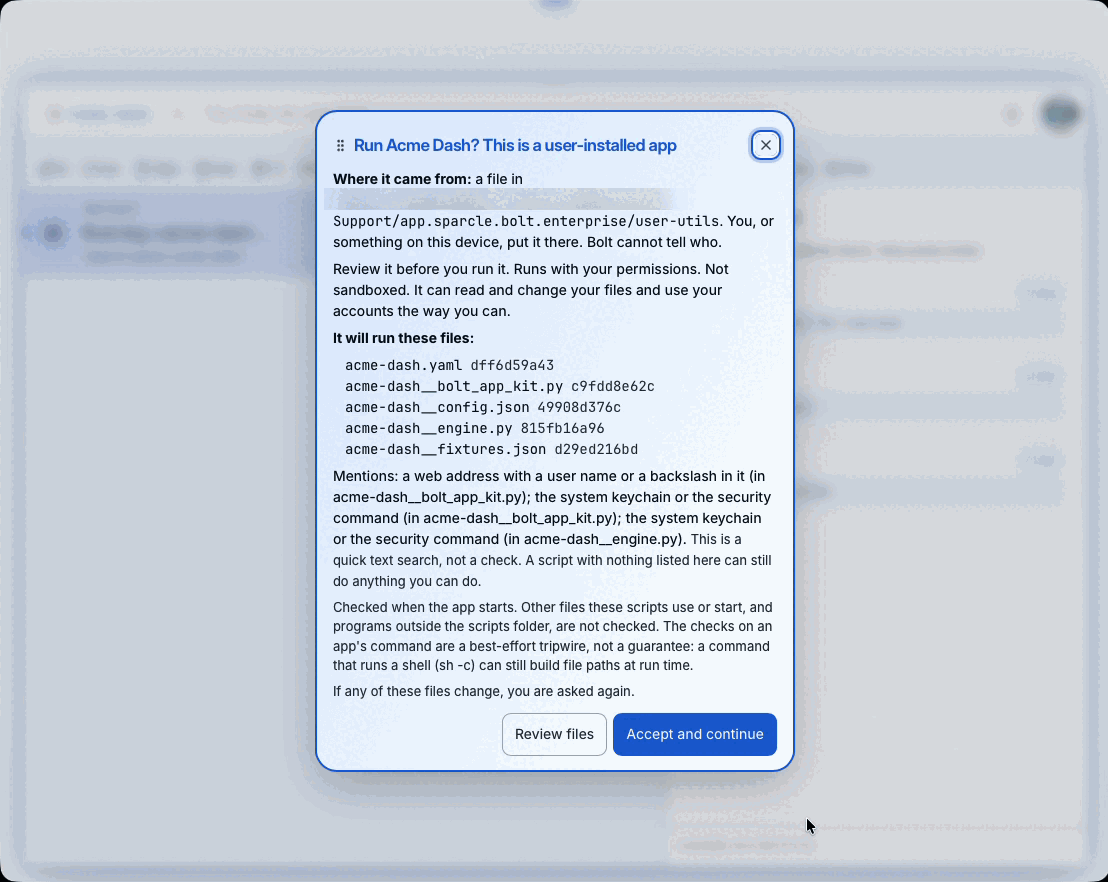 Run Acme Dash? This is a user-installed app
Where it came from: a file in
Support/app.sparcle.bolt.enterprise/user-utils. You, or
something on this device, put it there. Bolt cannot tell who.
Review it before you run it. Runs with your permissions. Not
sandboxed. It can read and change your files and use your
accounts the way you can.
It will run these files:
acme-dash.yaml dff6d59a43
acme-dash__bolt_app_kit.py c9fdd8e62c
acme-dash__config.json 49908d376c
acme-dash__engine.py 815fb16a96
acme-dash__fixtures.json d29ed216bd
Mentions: a web address with a user name or a backslash in it (in
acme-dash__bolt_app_kit.py); the system keychain or the security
command (in acme-dash__bolt_app_kit.py); the system keychain
or the security command (in acme-dash__engine.py). This is a
quick text search, not a check. A script with nothing listed here can still
do anything you can do.
Checked when the app starts. Other files these scripts use or start, and
programs outside the scripts folder, are not checked. The checks on an
app's command are a best-effort tripwire, not a guarantee: a command
that runs a shell (sh -c) can still build file paths at run time.
If any of these files change, you are asked again.
Review files
Accept and continue